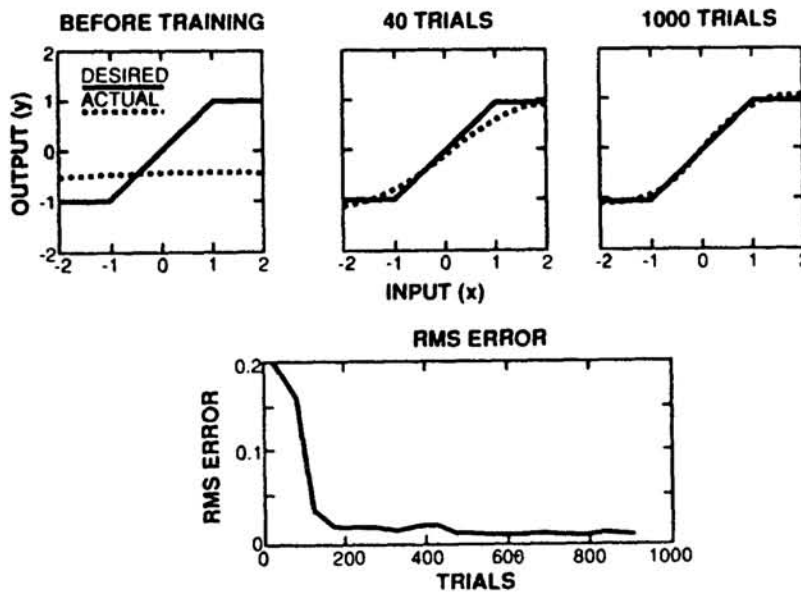 BEFORE TRAINING
40 TRIALS
1000 TRIALS
OUTPUT (y)
2
1
0
-1
-2
DESIRED
ACTUAL
-2 -1 0 1 2
-2 -1 0 1 2
-2 -1 0 1
INPUT (x)
RMS ERROR
RMS ERROR
0.2
0.1
0
0 200 400 600 800 1000
TRIALS